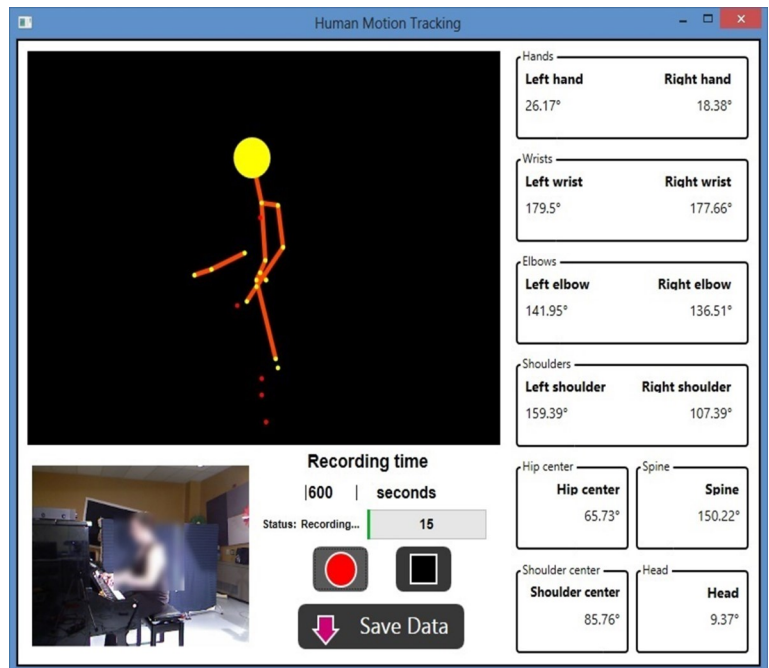 Human Motion Tracking
Hands
Left hand Right hand
26.17° 18.38°
Wrists
Left wrist Right wrist
179.5° 177.66°
Elbows
Left elbow Right elbow
141.95° 136.51°
Shoulders
Left shoulder Right shoulder
159.39° 107.39°
Hip center Spine
Hip center Spine
65.73° 150.22°
Shoulder center Head
Shoulder center Head
85.76° 9.37°
Recording time
600 seconds
Status: Recording... 15
Save Data